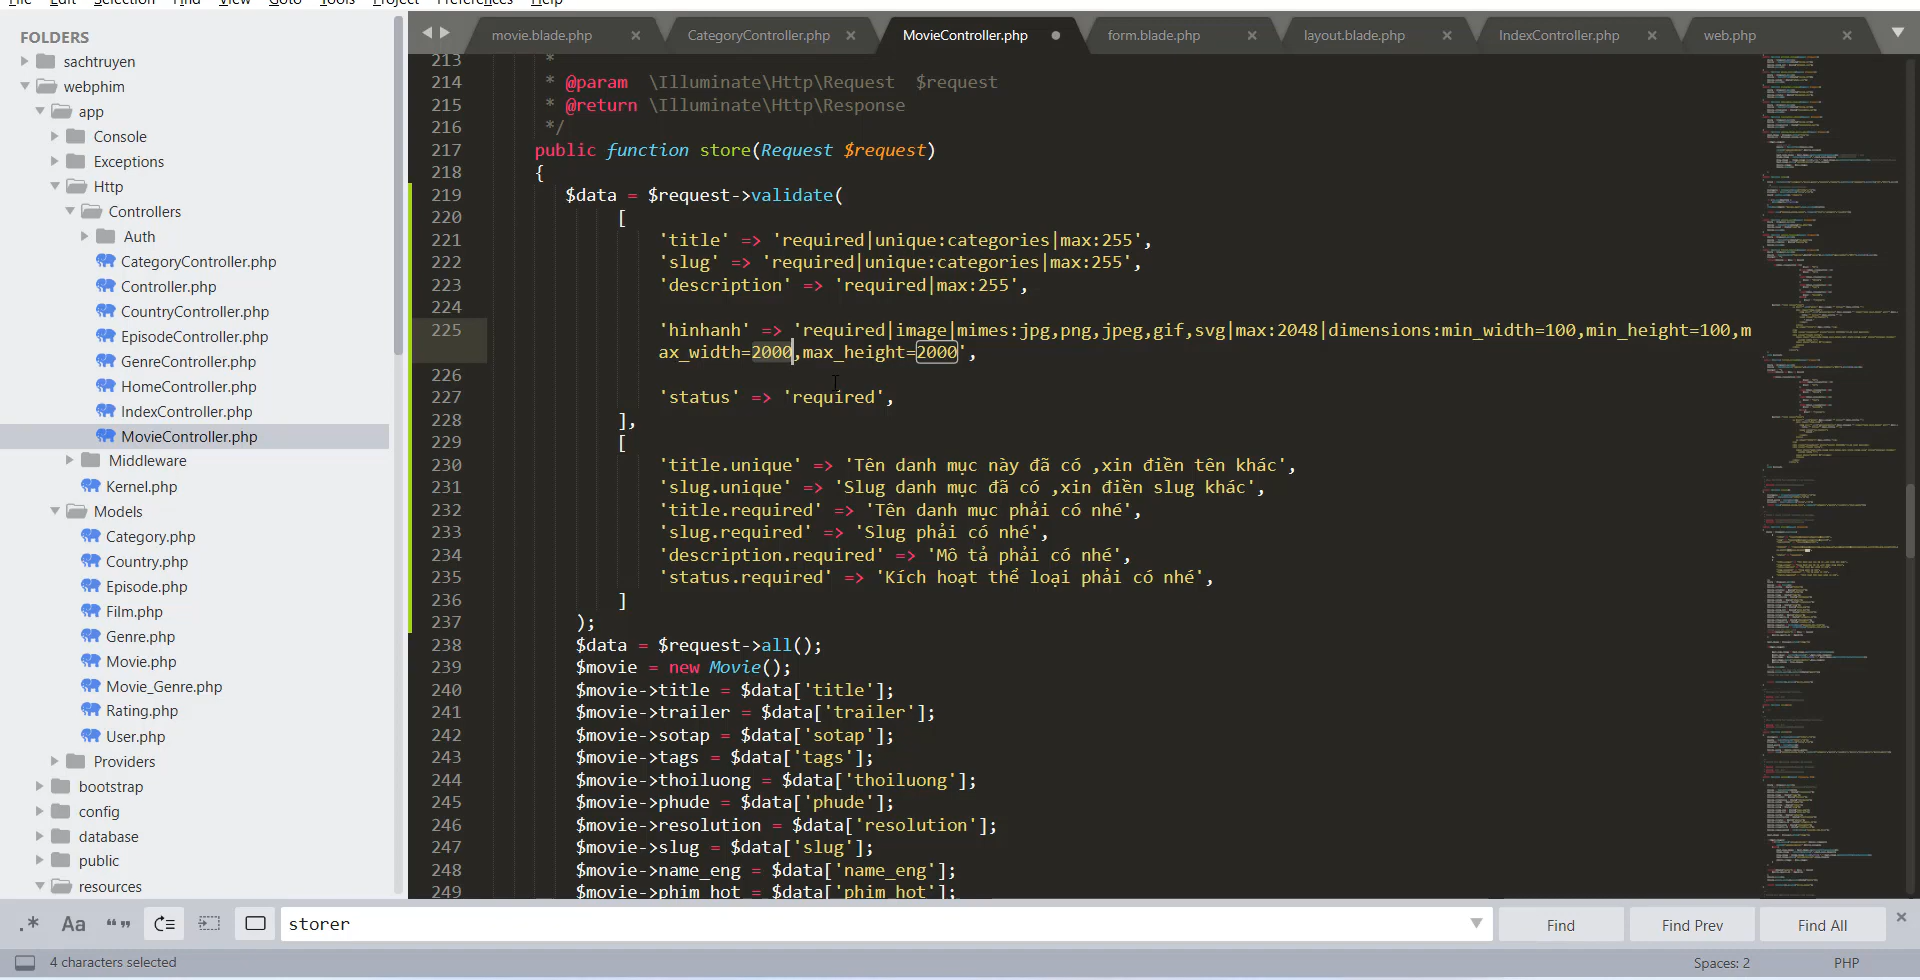 File Edit Selection Find View Goto Tools Project Preferences Help
FOLDERS
sachtruyen
webphim
app
Console
Exceptions
Http
Controllers
Auth
CategoryController.php
Controller.php
CountryController.php
EpisodeController.php
GenreController.php
HomeController.php
IndexController.php
MovieController.php
Middleware
Kernel.php
Models
Category.php
Country.php
Episode.php
Film.php
Genre.php
Movie.php
Movie_Genre.php
Rating.php
User.php
Providers
bootstrap
config
database
public
resources
movie.blade.php CategoryController.php MovieController.php form.blade.php layout.blade.php IndexController.php web.php
213 *
214 * @param \Illuminate\Http\Request $request
215 * @return \Illuminate\Http\Response
216 */
217 public function store(Request $request)
218 {
219 $data = $request->validate(
220 [
221 'title' => 'required|unique:categories|max:255',
222 'slug' => 'required|unique:categories|max:255',
223 'description' => 'required|max:255',
224
225 'hinhanh' => 'required|image|mimes:jpg,png,jpeg,gif,svg|max:2048|dimensions:min_width=100,min_height=100,m
ax_width=2000,max_height=2000',
226
227 'status' => 'required',
228 ],
229 [
230 'title.unique' => 'Tên danh mục này đã có ,xin điền tên khác',
231 'slug.unique' => 'Slug danh mục đã có ,xin điền slug khác',
232 'title.required' => 'Tên danh mục phải có nhé',
233 'slug.required' => 'Slug phải có nhé',
234 'description.required' => 'Mô tả phải có nhé',
235 'status.required' => 'Kích hoạt thể loại phải có nhé',
236 ]
237 );
238 $data = $request->all();
239 $movie = new Movie();
240 $movie->title = $data['title'];
241 $movie->trailer = $data['trailer'];
242 $movie->sotap = $data['sotap'];
243 $movie->tags = $data['tags'];
244 $movie->thoiluong = $data['thoiluong'];
245 $movie->phude = $data['phude'];
246 $movie->resolution = $data['resolution'];
247 $movie->slug = $data['slug'];
248 $movie->name_eng = $data['name_eng'];
249 $movie->phim_hot = $data['phim_hot'];
.* Aa “” storer Find Find Prev Find All
4 characters selected Spaces: 2 PHP